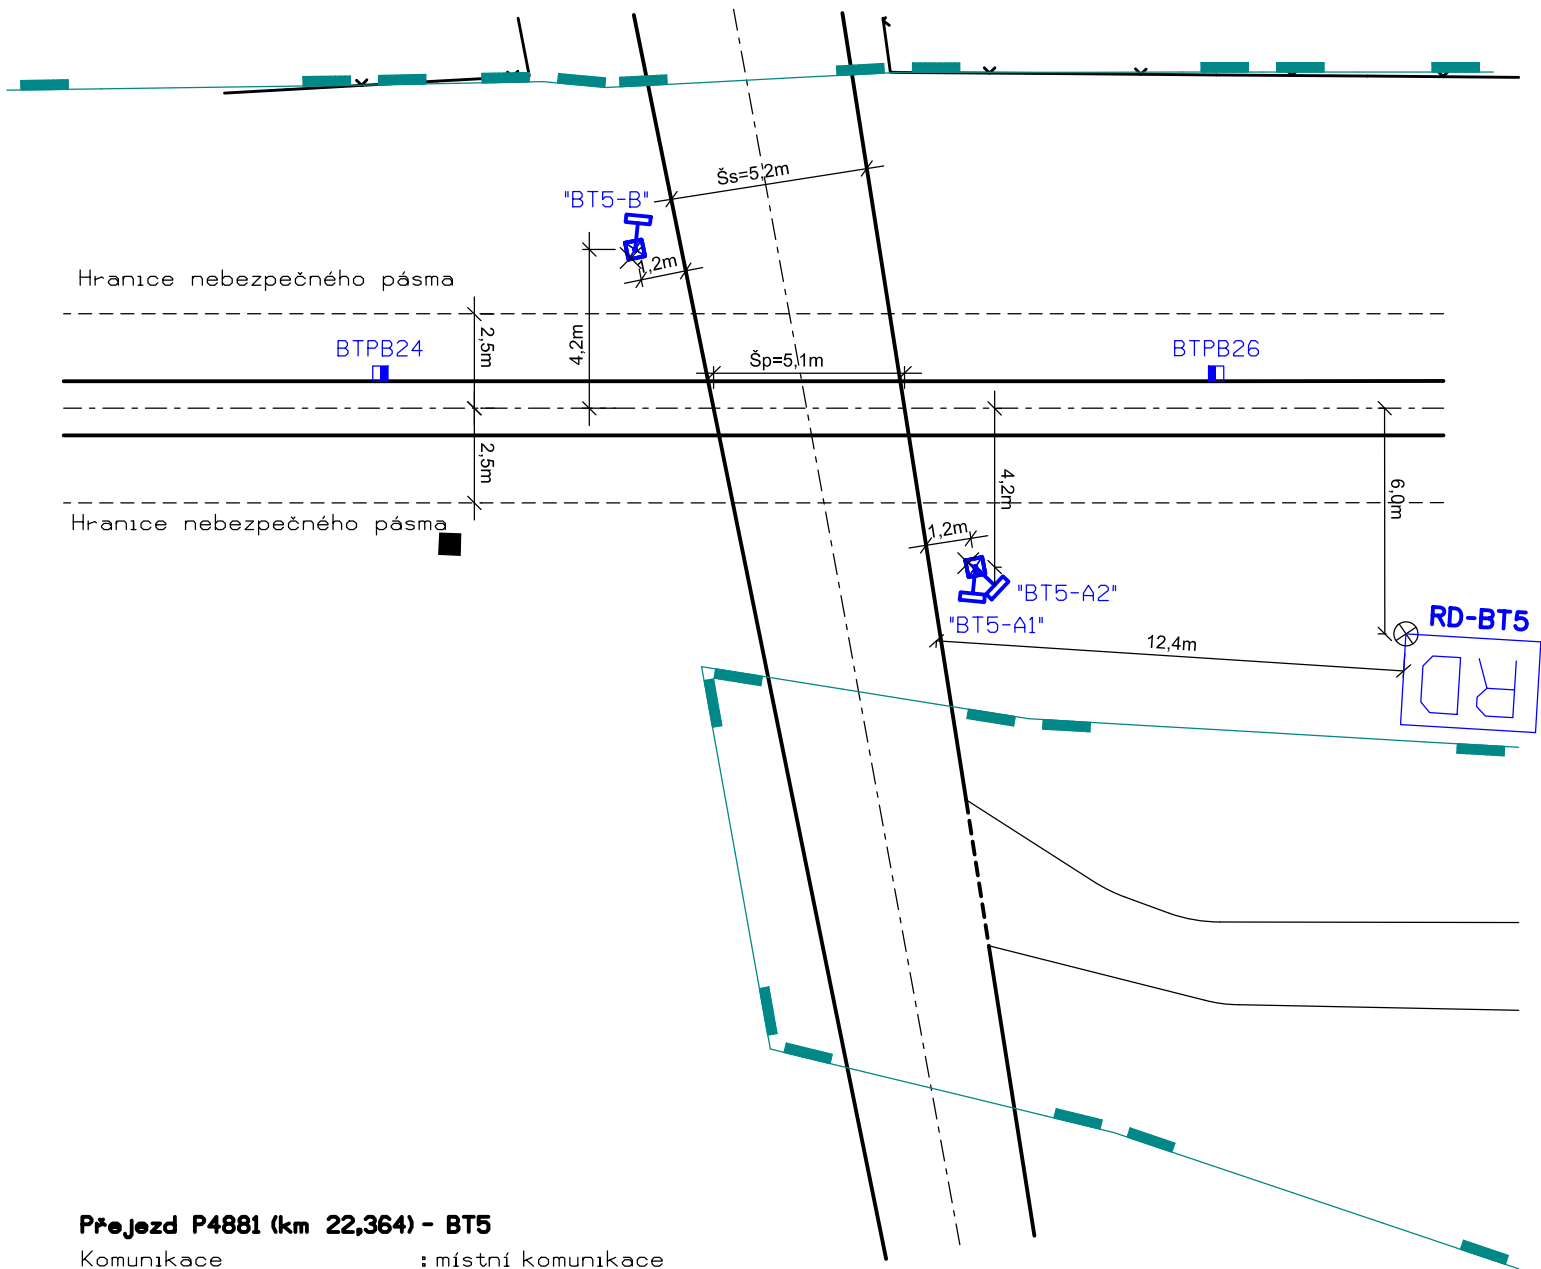 Šs=5,2m
"BT5-B"
1,2m
Hranice nebezpečného pásma
4,2m
2,5m
BTPB24
Šp=5,1m
BTPB26
2,5m
4,2m
6,0m
Hranice nebezpečného pásma
1,2m
"BT5-A2"
"BT5-A1"
RD-BT5
12,4m
RD
Přejezd P4881 (km 22,364) - BT5
Komunikace : místní komunikace